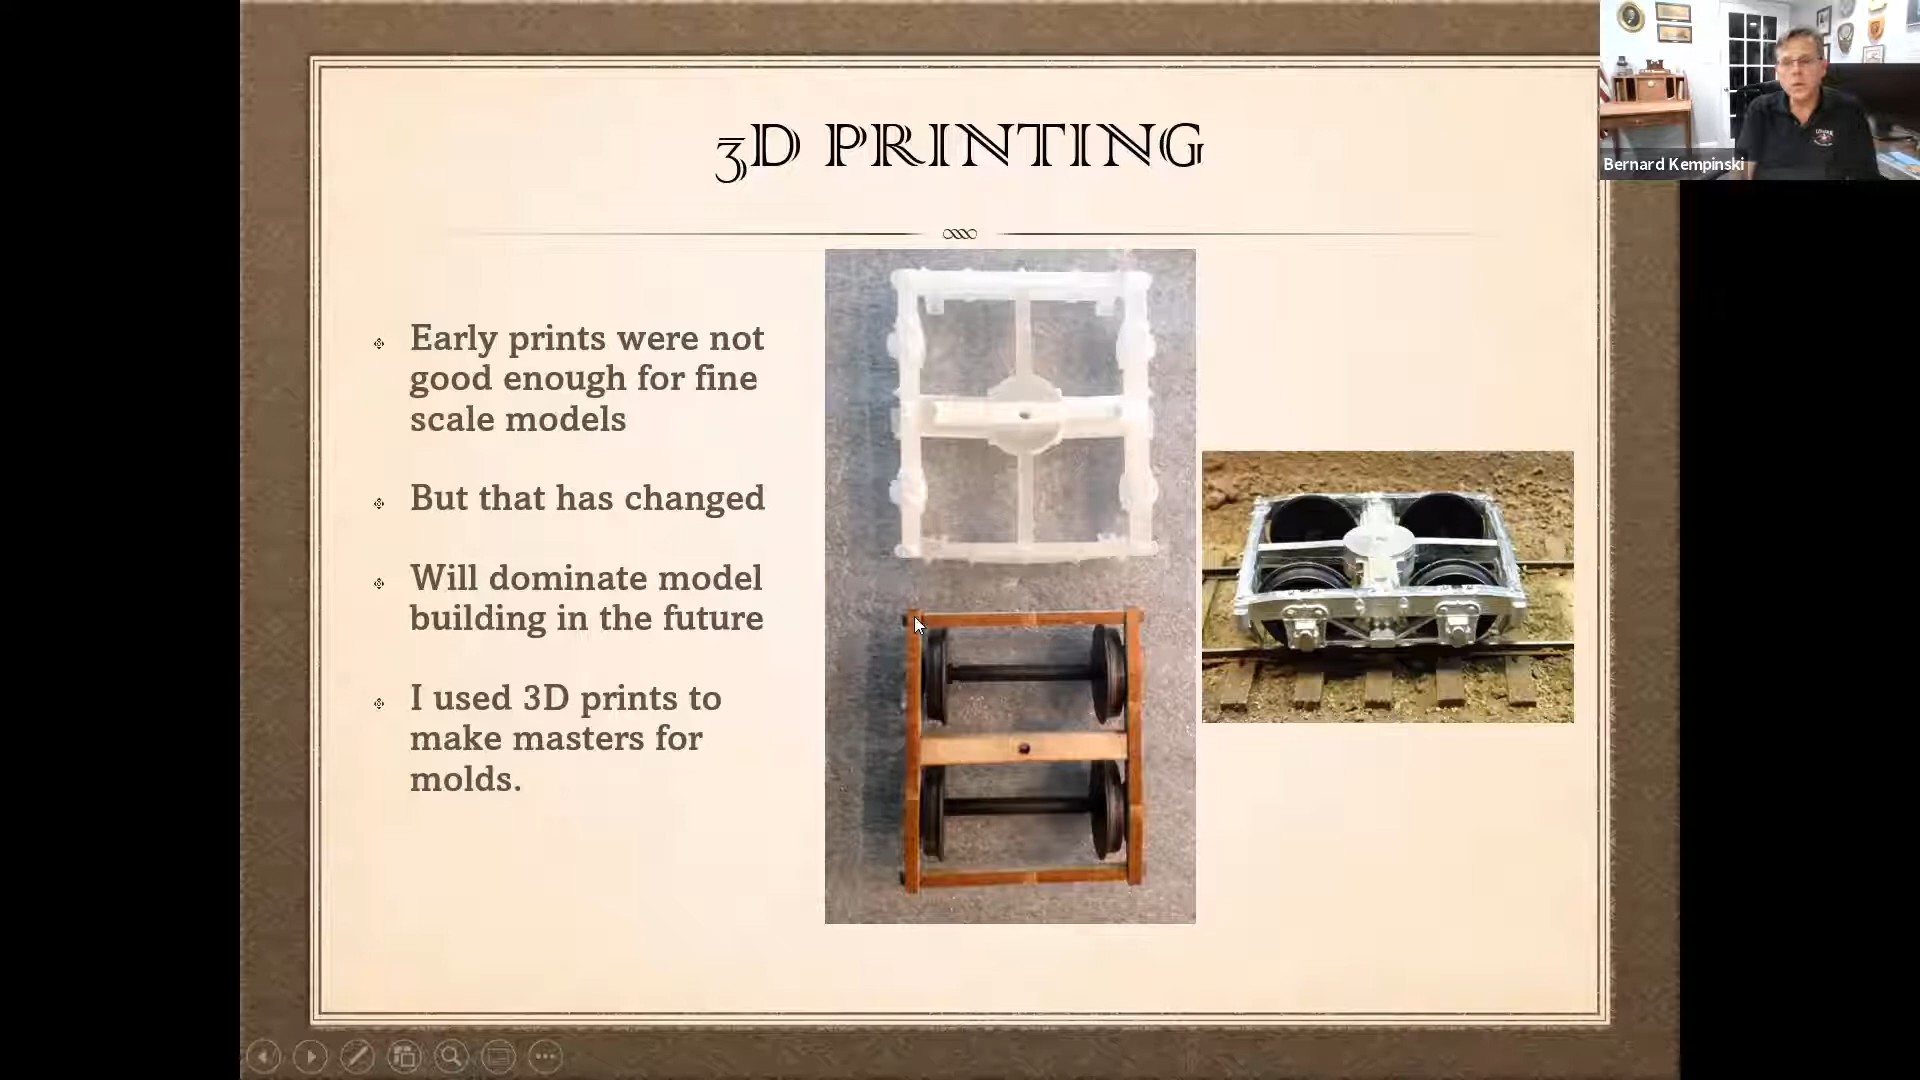 3D PRINTING
Early prints were not
good enough for fine
scale models
But that has changed
Will dominate model
building in the future
I used 3D prints to
make masters for
molds.
Bernard Kempinski